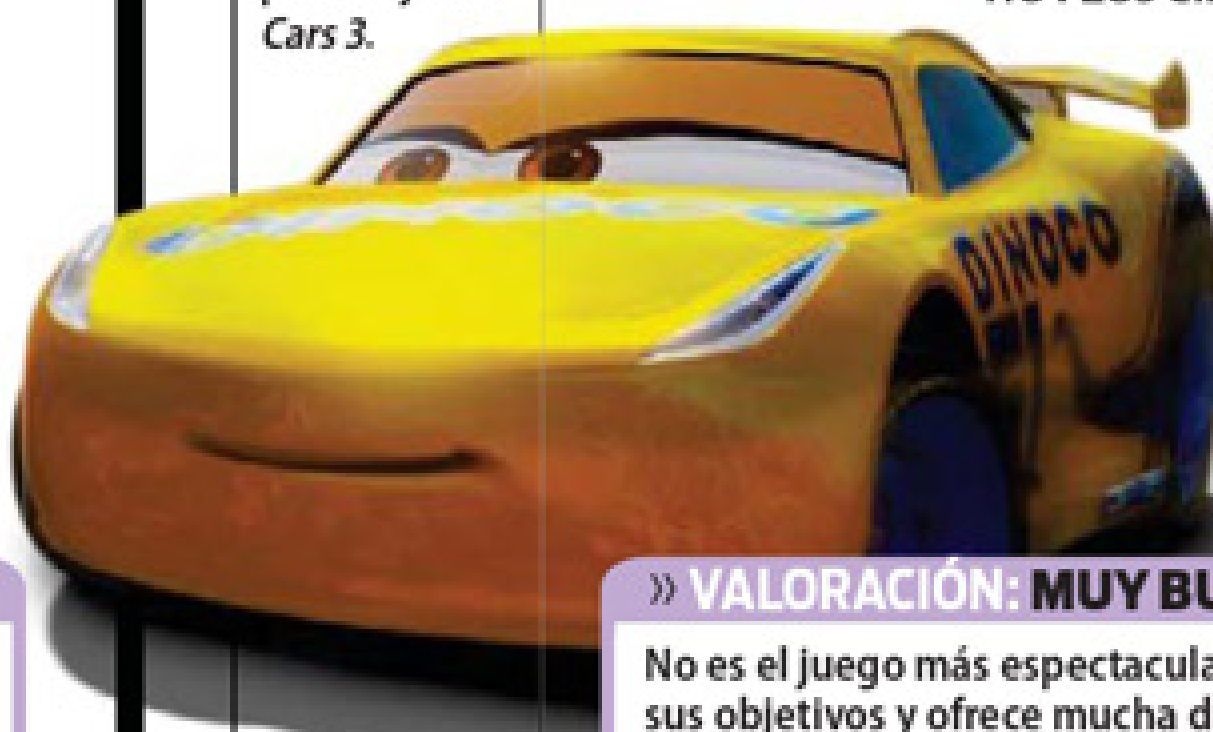 Cars 3.
DINOCO
» VALORACIÓN: MUY BU
No es el juego más espectacula
sus objetivos y ofrece mucha d